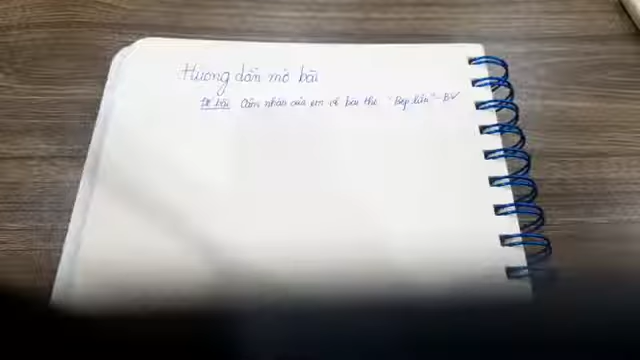 Hướng dẫn mở bài
Đề bài Cảm nhận của em về bài thơ "Bếp lửa" - BV